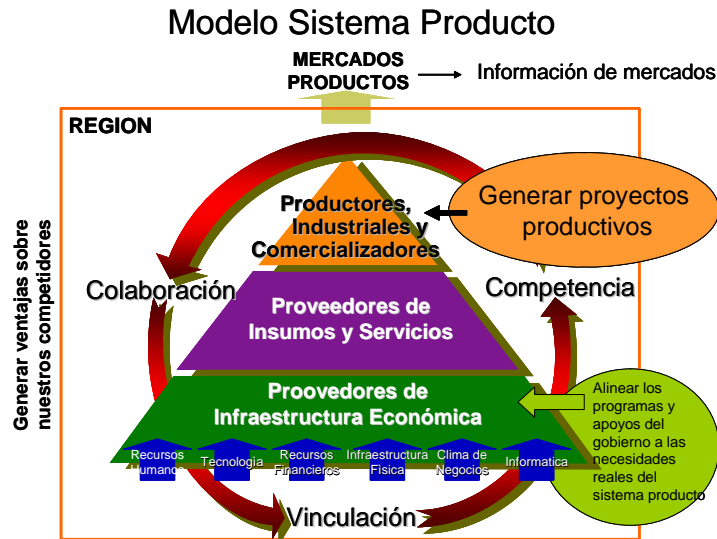 Modelo Sistema Producto
MERCADOS
PRODUCTOS
Información de mercados
REGION
Generar ventajas sobre
nuestros competidores
Productores,
Industriales y
Comercializadores
Generar proyectos
productivos
Colaboración
Competencia
Proveedores de
Insumos y Servicios
Proovedores de
Infraestructura Económica
Alinear los
programas y
apoyos del
gobierno a las
necesidades
reales del
sistema producto
Recursos
Humanos
Tecnologia
Recursos
Financieros
Infraestructura
Física
Clima de
Negocios
Informatica
Vinculación